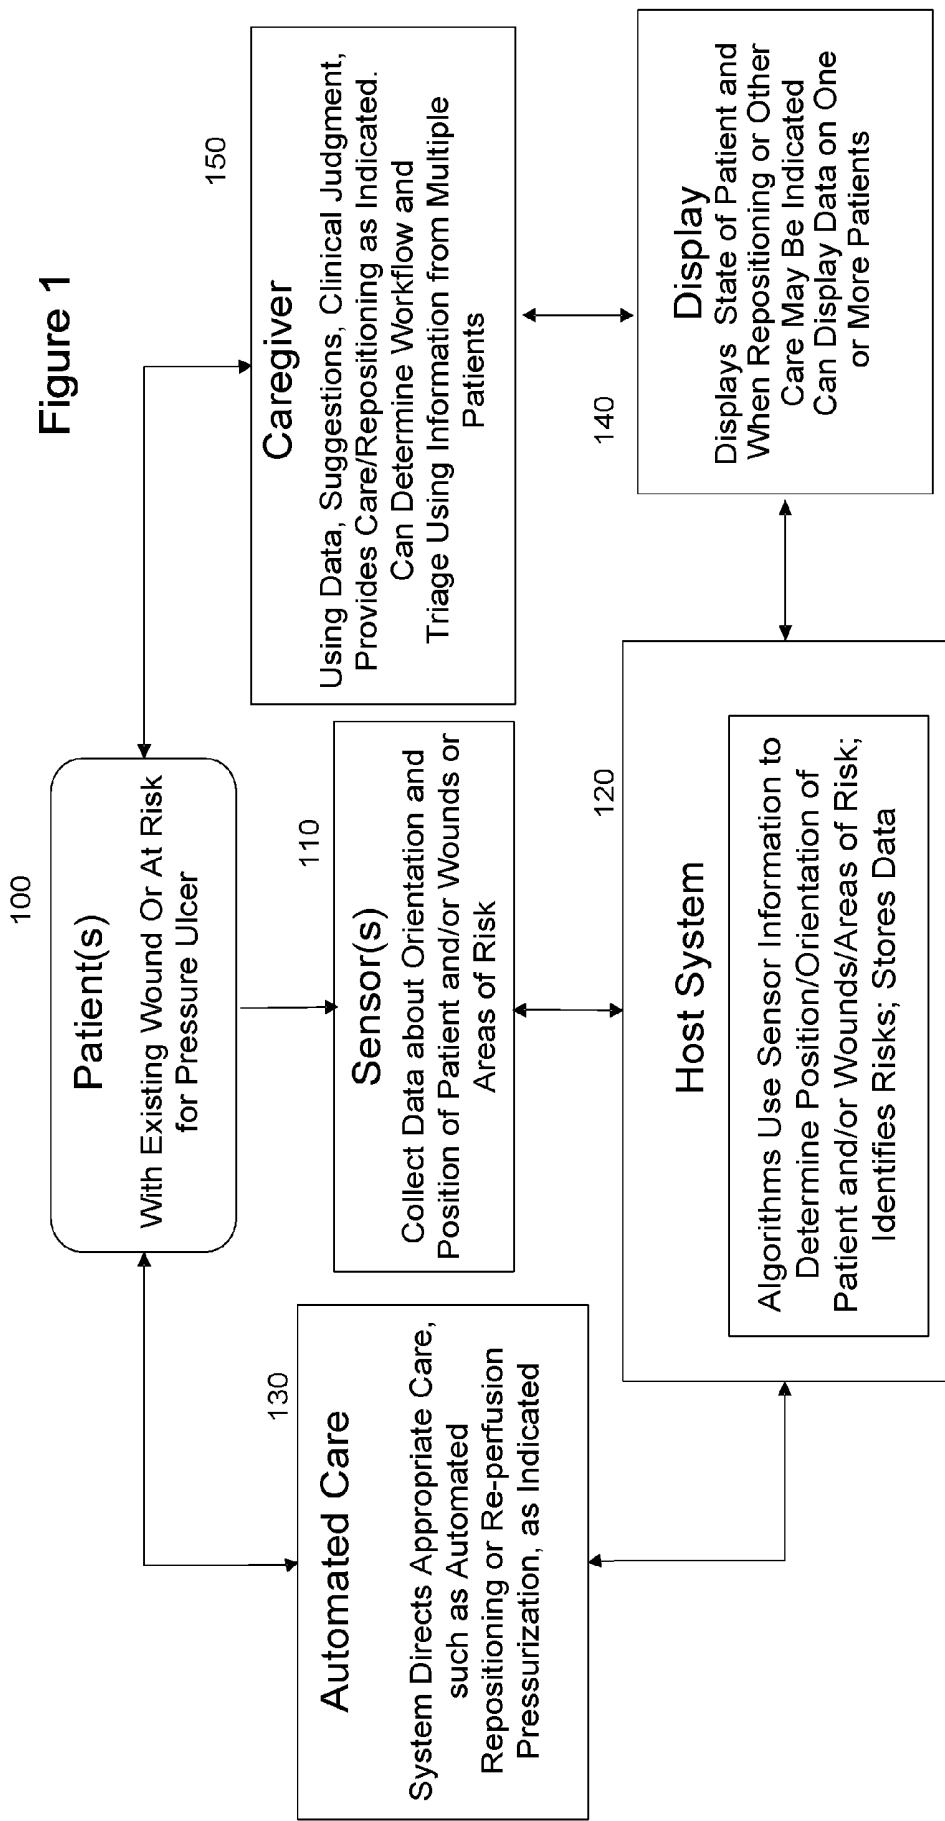 Figure 1
100
Patient(s)
With Existing Wound Or At Risk
for Pressure Ulcer
130
Automated Care
System Directs Appropriate Care,
such as Automated
Repositioning or Re-perfusion
Pressurization, as Indicated
110
Sensor(s)
Collect Data about Orientation and
Position of Patient and/or Wounds or
Areas of Risk
150
Caregiver
Using Data, Suggestions, Clinical Judgment,
Provides Care/Repositioning as Indicated.
Can Determine Workflow and
Triage Using Information from Multiple
Patients
120
Host System
Algorithms Use Sensor Information to
Determine Position/Orientation of
Patient and/or Wounds/Areas of Risk;
Identifies Risks; Stores Data
140
Display
Displays State of Patient and
When Repositioning or Other
Care May Be Indicated
Can Display Data on One
or More Patients